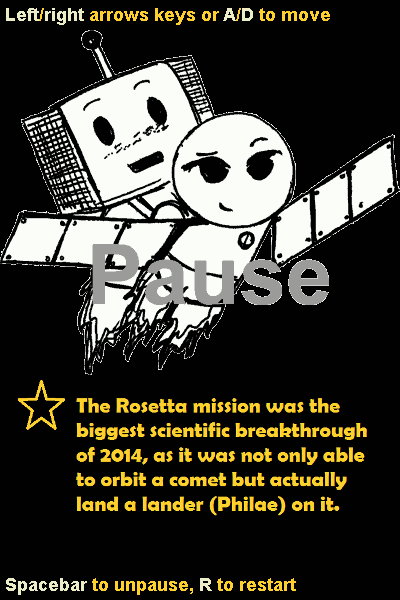 Left/right arrows keys or A/D to move
Pause
The Rosetta mission was the
biggest scientific breakthrough
of 2014, as it was not only able
to orbit a comet but actually
land a lander (Philae) on it.
Spacebar to unpause, R to restart